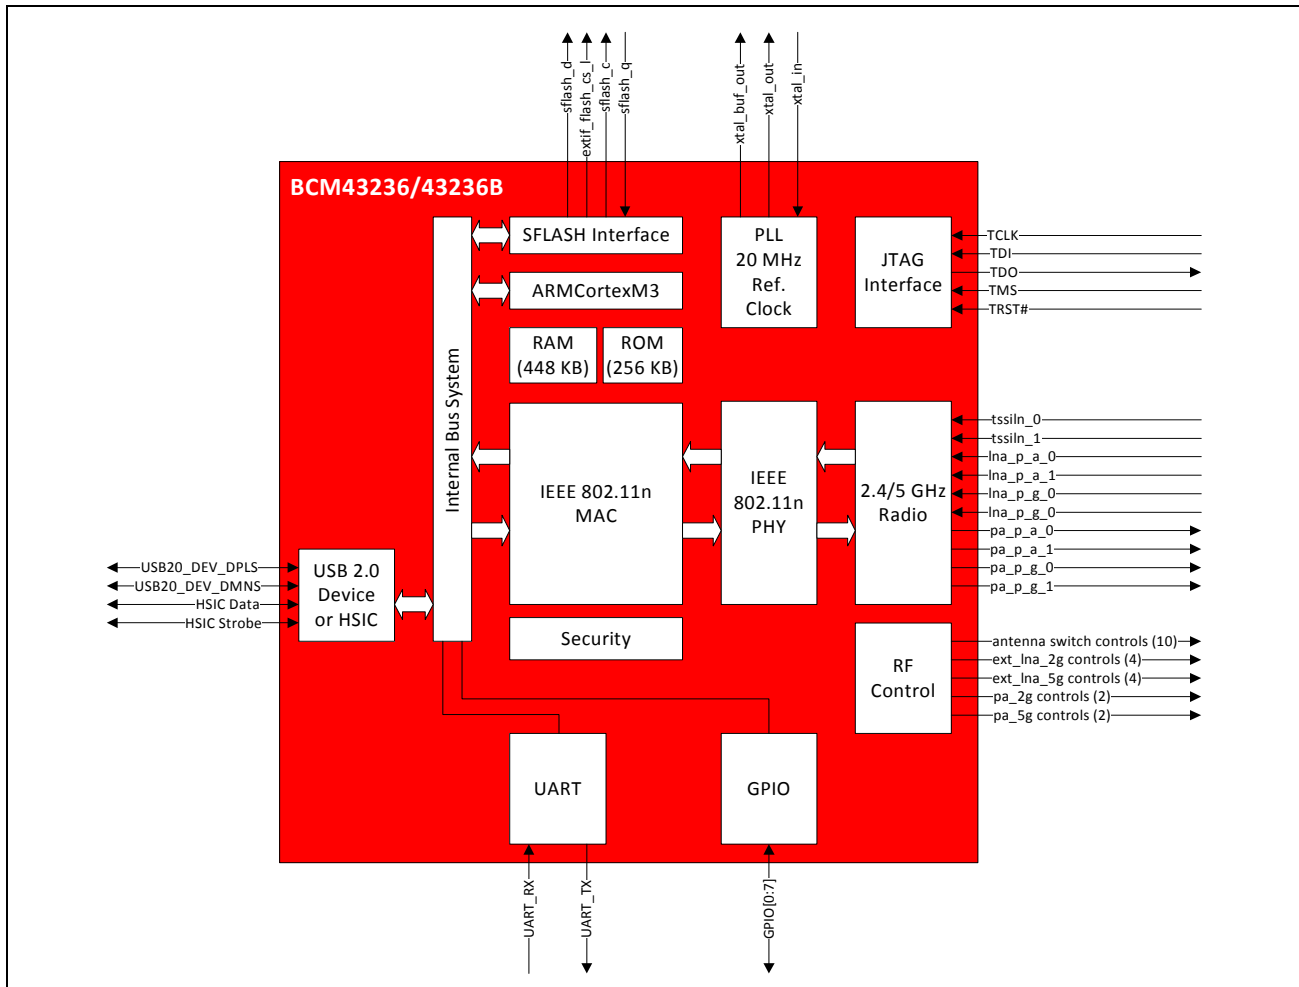 sflash_d
extif_flash_cs_l
sflash_c
sflash_q
xtal_buf_out
xtal_out
xtal_in
BCM43236/43236B
SFLASH Interface
ARMCortexM3
RAM
(448 KB)
ROM
(256 KB)
PLL
20 MHz
Ref.
Clock
JTAG
Interface
TCLK
TDI
TDO
TMS
TRST#
Internal Bus System
IEEE 802.11n
MAC
IEEE
802.11n
PHY
2.4/5 GHz
Radio
tssiln_0
tssiln_1
lna_p_a_0
lna_p_a_1
lna_p_g_0
lna_p_g_0
pa_p_a_0
pa_p_a_1
pa_p_g_0
pa_p_g_1
USB20_DEV_DPLS
USB20_DEV_DMNS
HSIC Data
HSIC Strobe
USB 2.0
Device
or HSIC
Security
RF
Control
antenna switch controls (10)
ext_lna_2g controls (4)
ext_lna_5g controls (4)
pa_2g controls (2)
pa_5g controls (2)
UART
GPIO
UART_RX
UART_TX
GPIO[0:7]